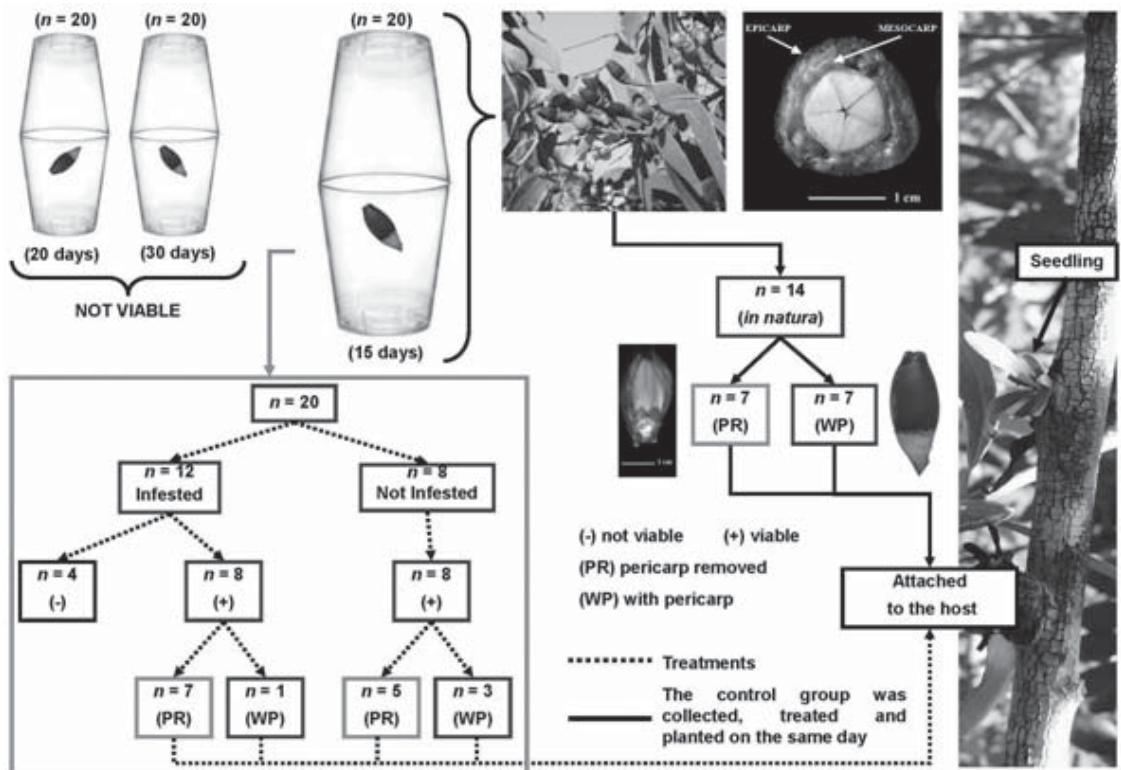 (n = 20)
(n = 20)
(n = 20)
(20 days)
(30 days)
NOT VIABLE
(15 days)
EPICARP
MESOCARP
1 cm
Seedling
n = 14
(in natura)
n = 7
(PR)
n = 7
(WP)
1 cm
n = 20
n = 12
Infested
n = 8
Not Infested
n = 4
(-)
n = 8
(+)
n = 8
(+)
n = 7
(PR)
n = 1
(WP)
n = 5
(PR)
n = 3
(WP)
(-) not viable (+) viable
(PR) pericarp removed
(WP) with pericarp
Attached
to the host
Treatments
The control group was
collected, treated and
planted on the same day